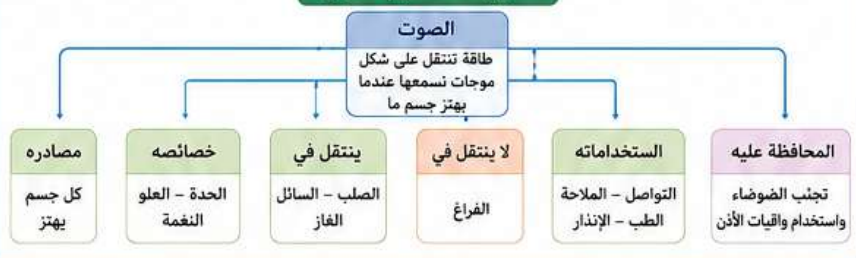 الصوت
طاقة تنتقل على شكل
موجات نسمعها عندما
يهتز جسم ما
المحافظة عليه
تجنب الضوضاء
واستخدام واقيات الأذن
الستخداماته
التواصل – الملاحة
الطب – الإنذار
لا ينتقل في
الفراغ
ينتقل في
الصلب – السائل
الغاز
خصائصه
الحدة – العلو
النغمة
مصادره
كل جسم
يهتز